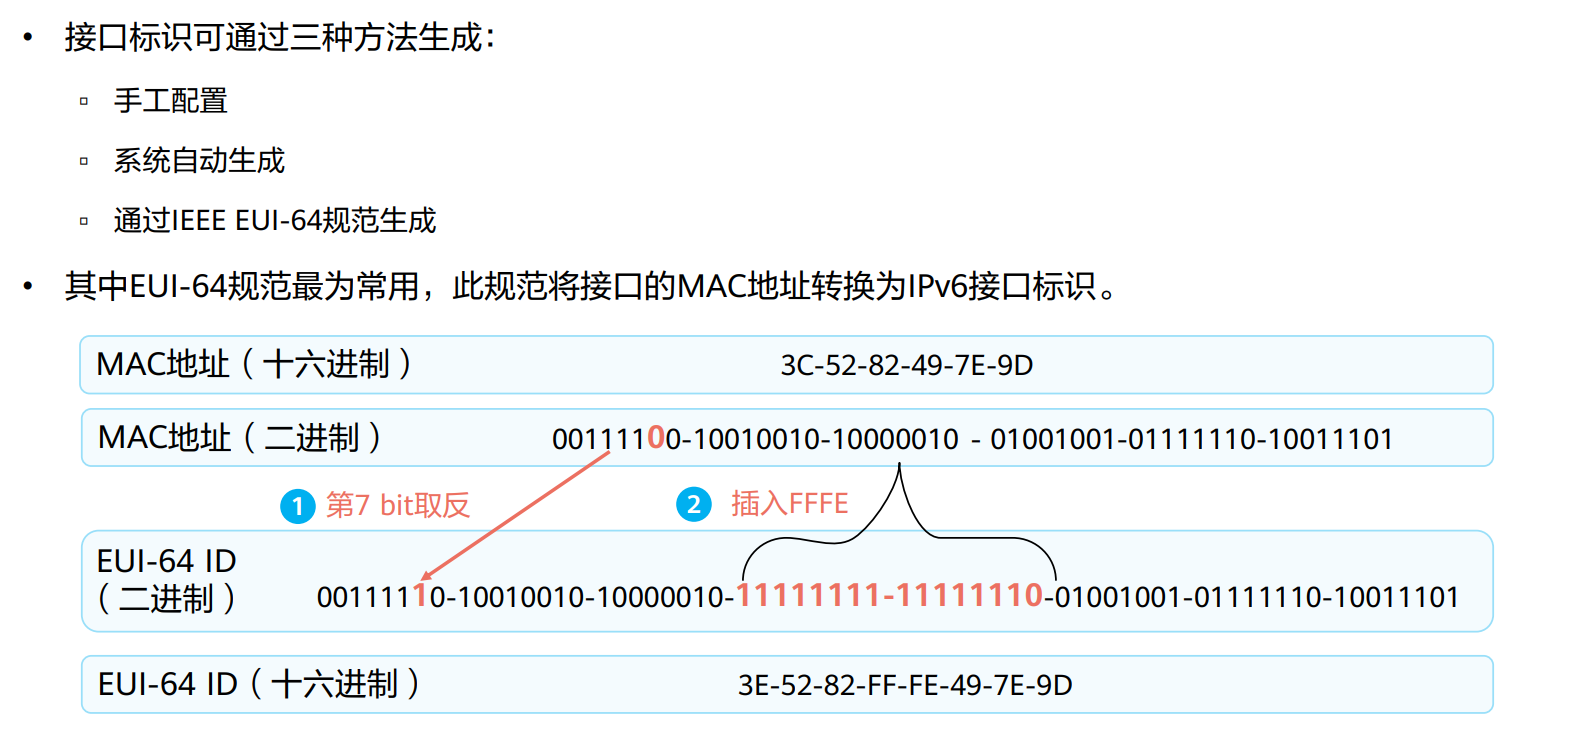 • 接口标识可通过三种方法生成：
▫ 手工配置
▫ 系统自动生成
▫ 通过IEEE EUI-64规范生成
• 其中EUI-64规范最为常用，此规范将接口的MAC地址转换为IPv6接口标识。
MAC地址（十六进制） 3C-52-82-49-7E-9D
MAC地址（二进制） 00111100-10010010-10000010 - 01001001-01111110-10011101
1 第7 bit取反 2 插入FFFE
EUI-64 ID
（二进制） 00111110-10010010-10000010-11111111-11111110-01001001-01111110-10011101
EUI-64 ID（十六进制） 3E-52-82-FF-FE-49-7E-9D